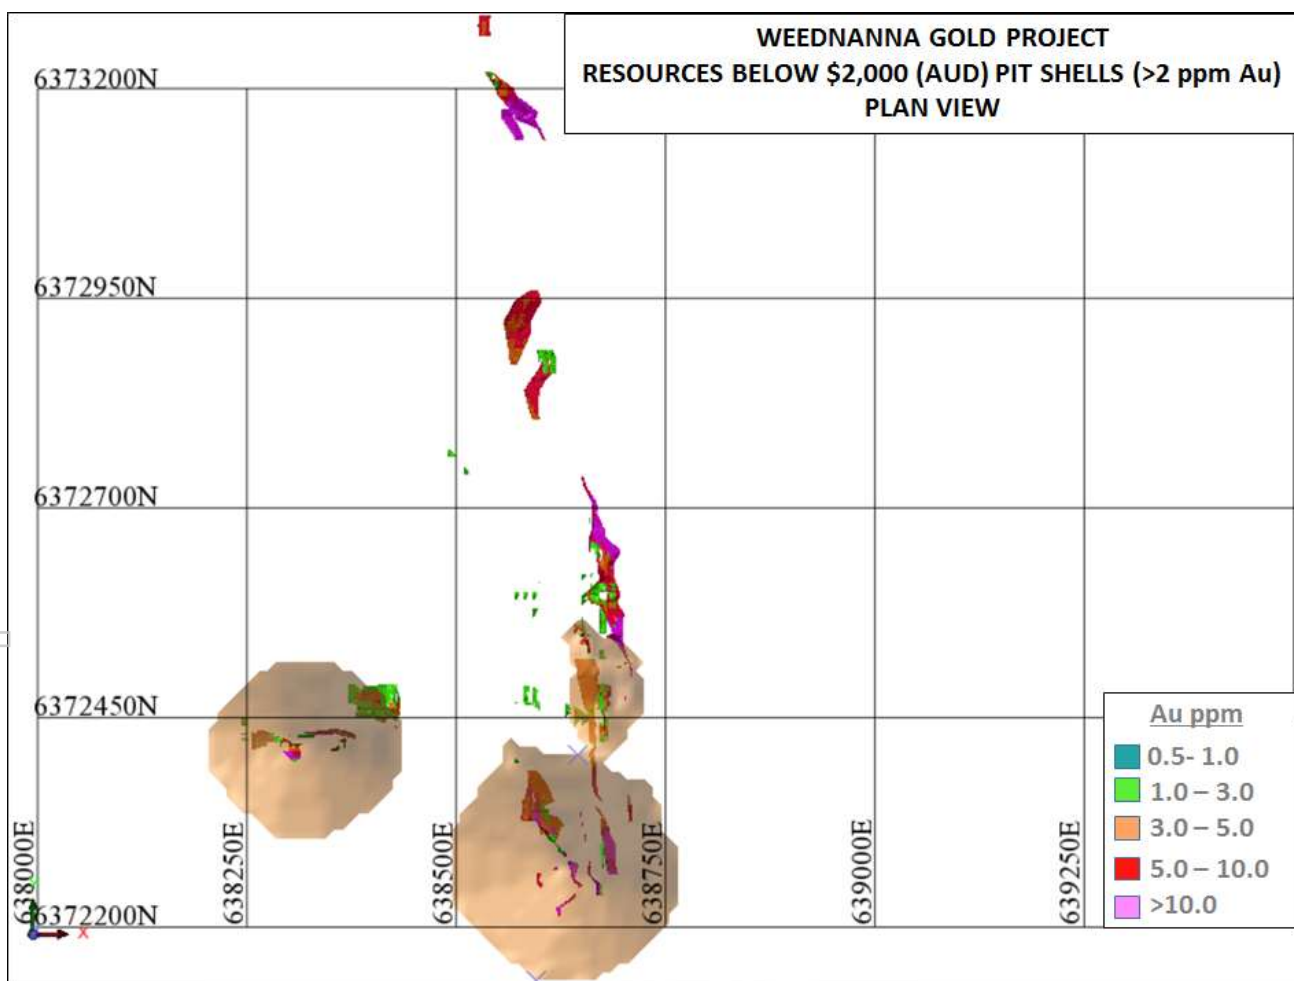 WEEDNANNA GOLD PROJECT
RESOURCES BELOW $2,000 (AUD) PIT SHELLS (>2 ppm Au)
PLAN VIEW
6373200N
6372950N
6372700N
6372450N
6372200N
638000E
638250E
638500E
638750E
639000E
639250E
X
Au ppm
0.5- 1.0
1.0 – 3.0
3.0 – 5.0
5.0 – 10.0
>10.0